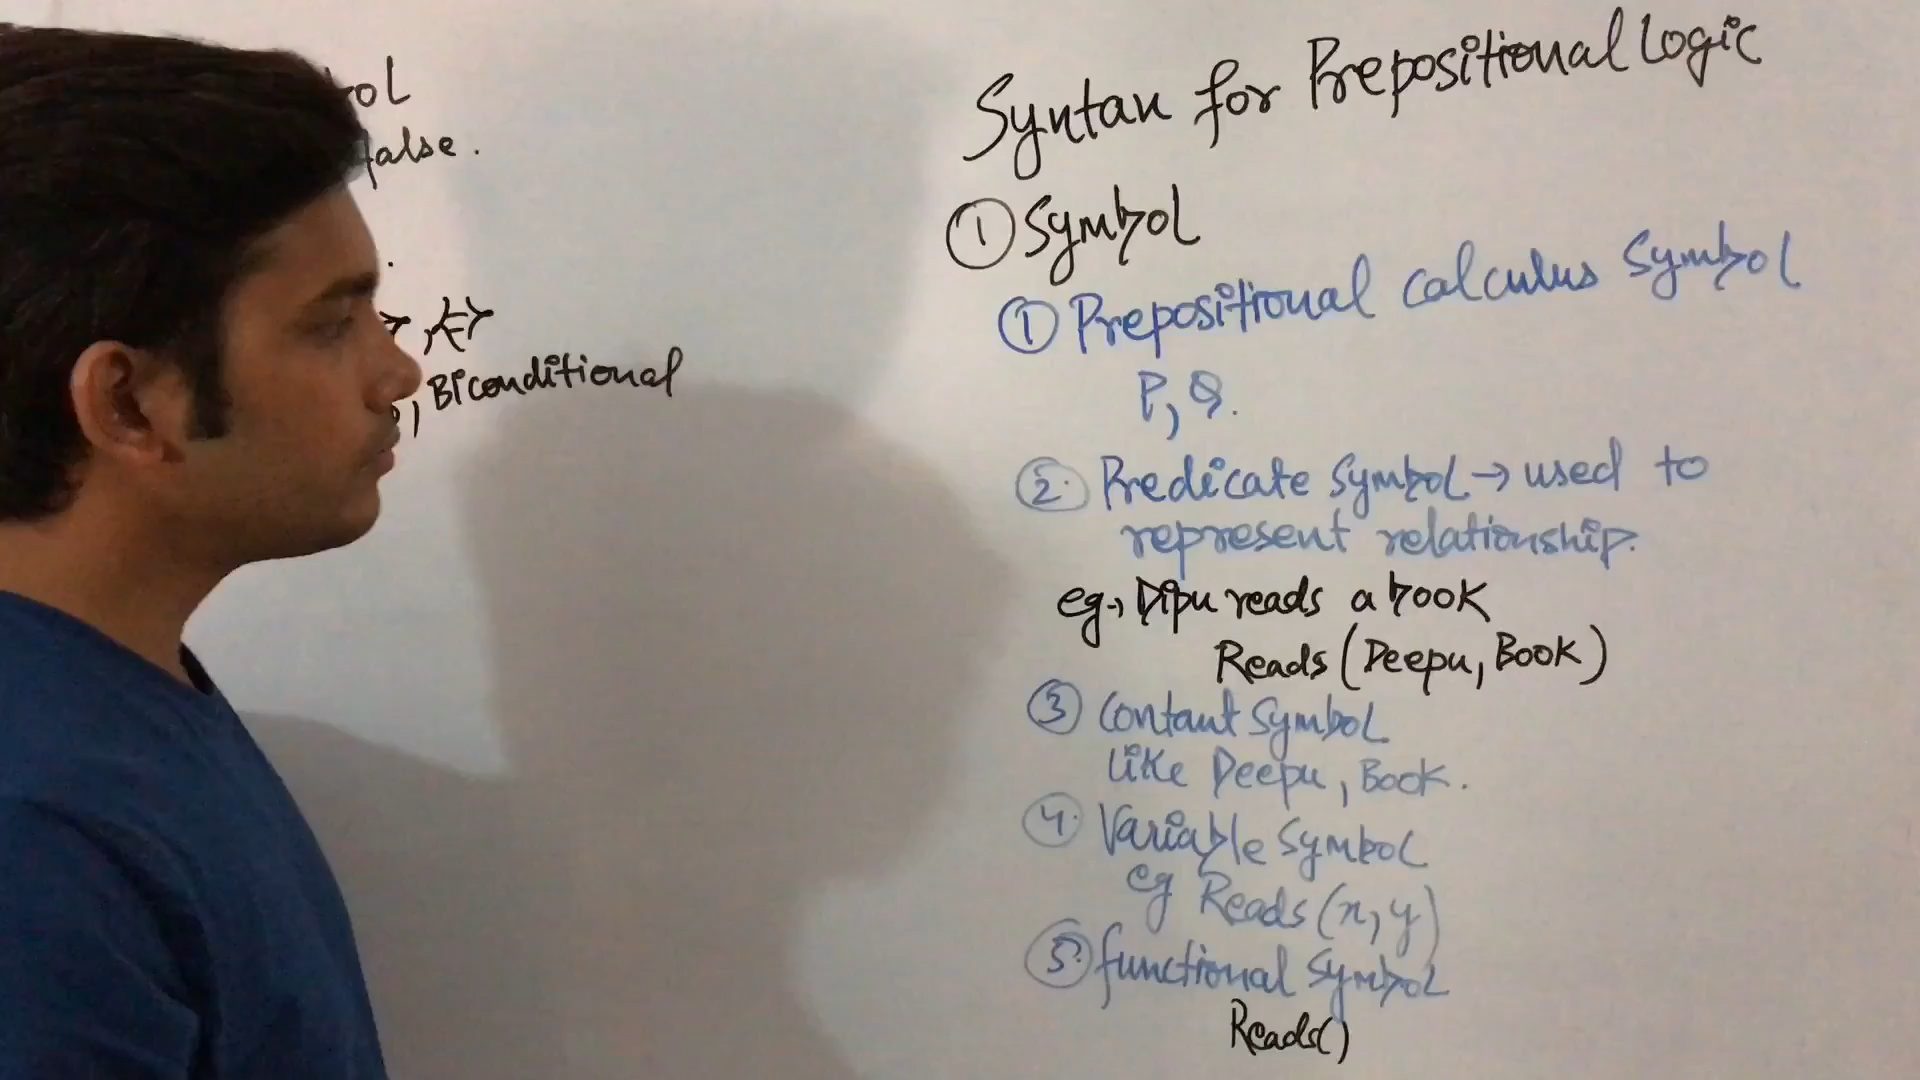 false.
, <=>
, Biconditional
Syntax for Prepositional Logic
① Symbol
① Prepositional calculus Symbol
P, Q.
②. Predicate Symbol → used to
represent relationship.
eg → Dipu reads a book
Reads (Deepu, Book)
③ Contant Symbol
like Deepu, Book.
④. Variable Symbol
eg Reads (x, y)
⑤. functional Symbol
Reads()